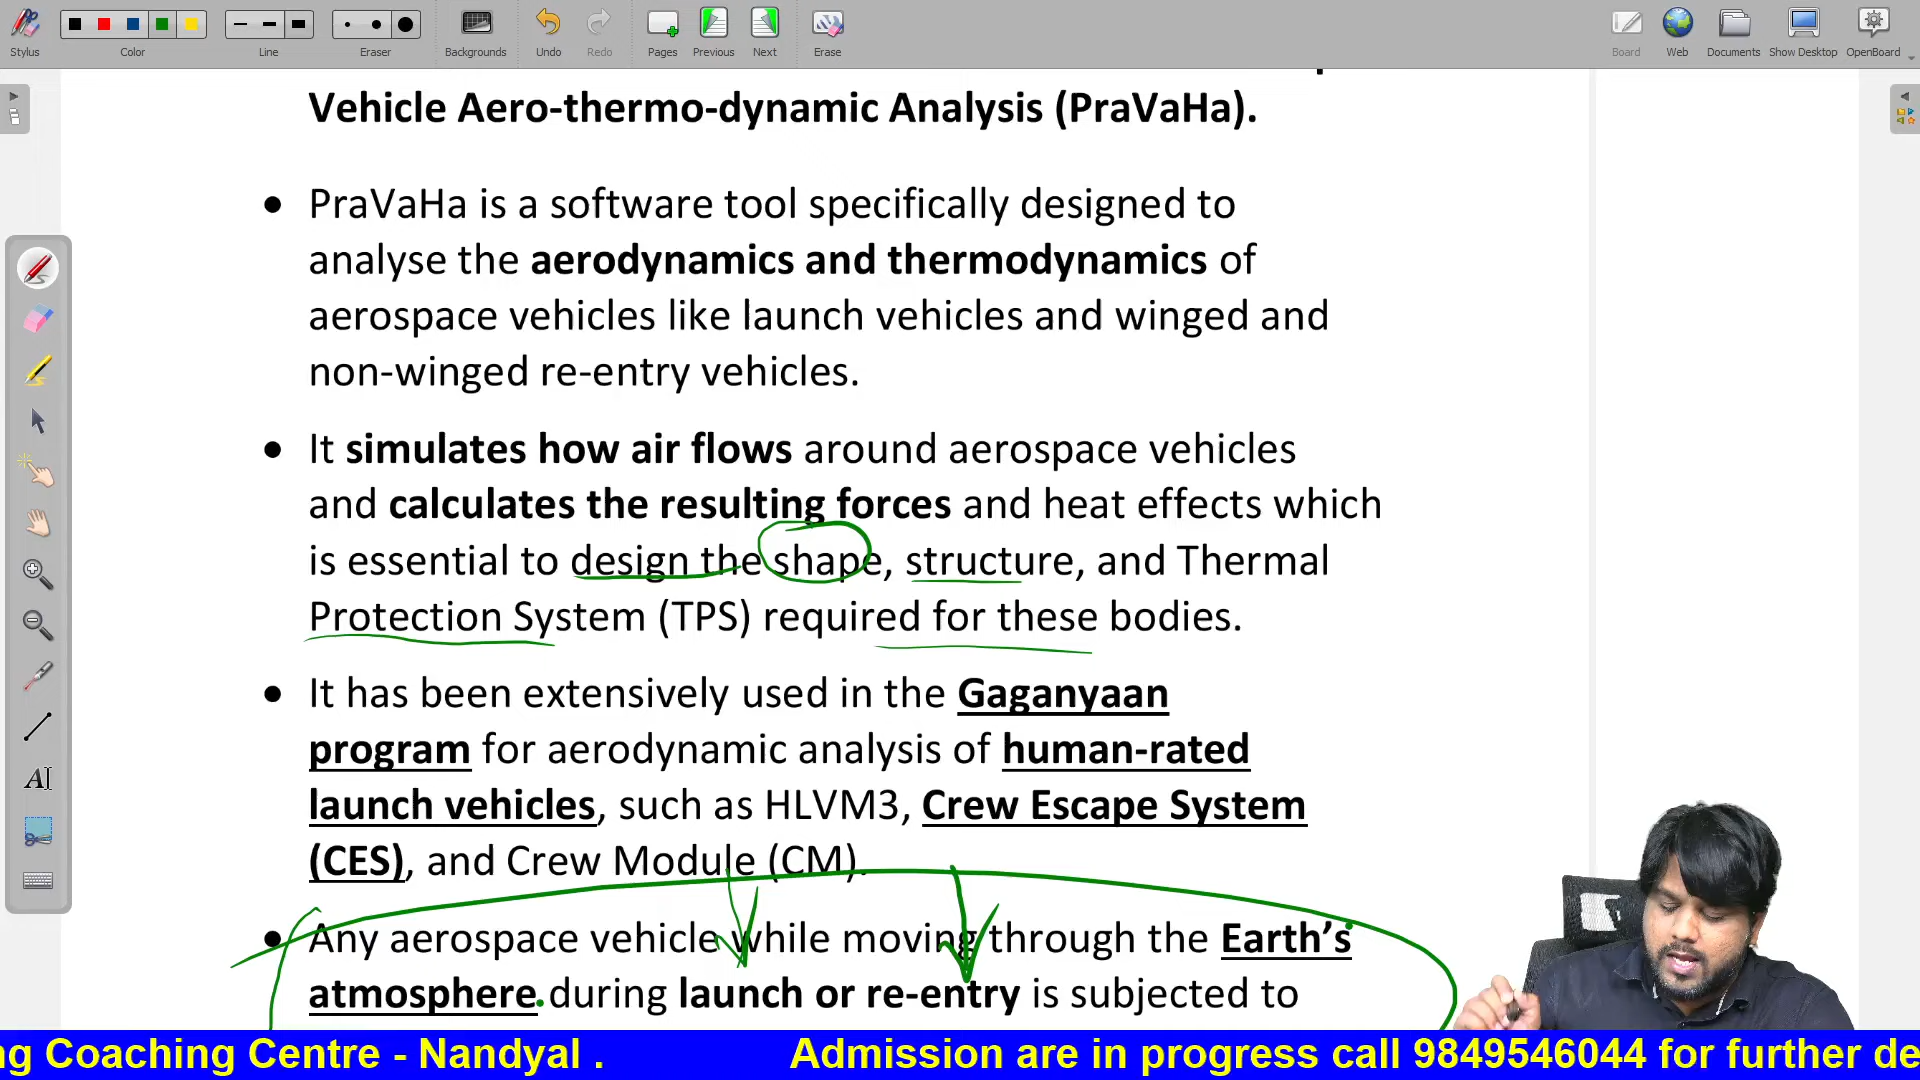 Stylus
Color
Line
Eraser
Backgrounds
Undo
Redo
Pages
Previous
Next
Erase
Board
Web
Documents
Show Desktop
OpenBoard
Vehicle Aero-thermo-dynamic Analysis (PraVaHa).
● PraVaHa is a software tool specifically designed to
analyse the aerodynamics and thermodynamics of
aerospace vehicles like launch vehicles and winged and
non-winged re-entry vehicles.
● It simulates how air flows around aerospace vehicles
and calculates the resulting forces and heat effects which
is essential to design the shape, structure, and Thermal
Protection System (TPS) required for these bodies.
● It has been extensively used in the Gaganyaan
program for aerodynamic analysis of human-rated
launch vehicles, such as HLVM3, Crew Escape System
(CES), and Crew Module (CM).
● Any aerospace vehicle while moving through the Earth's
atmosphere during launch or re-entry is subjected to
ng Coaching Centre - Nandyal . Admission are in progress call 9849546044 for further de